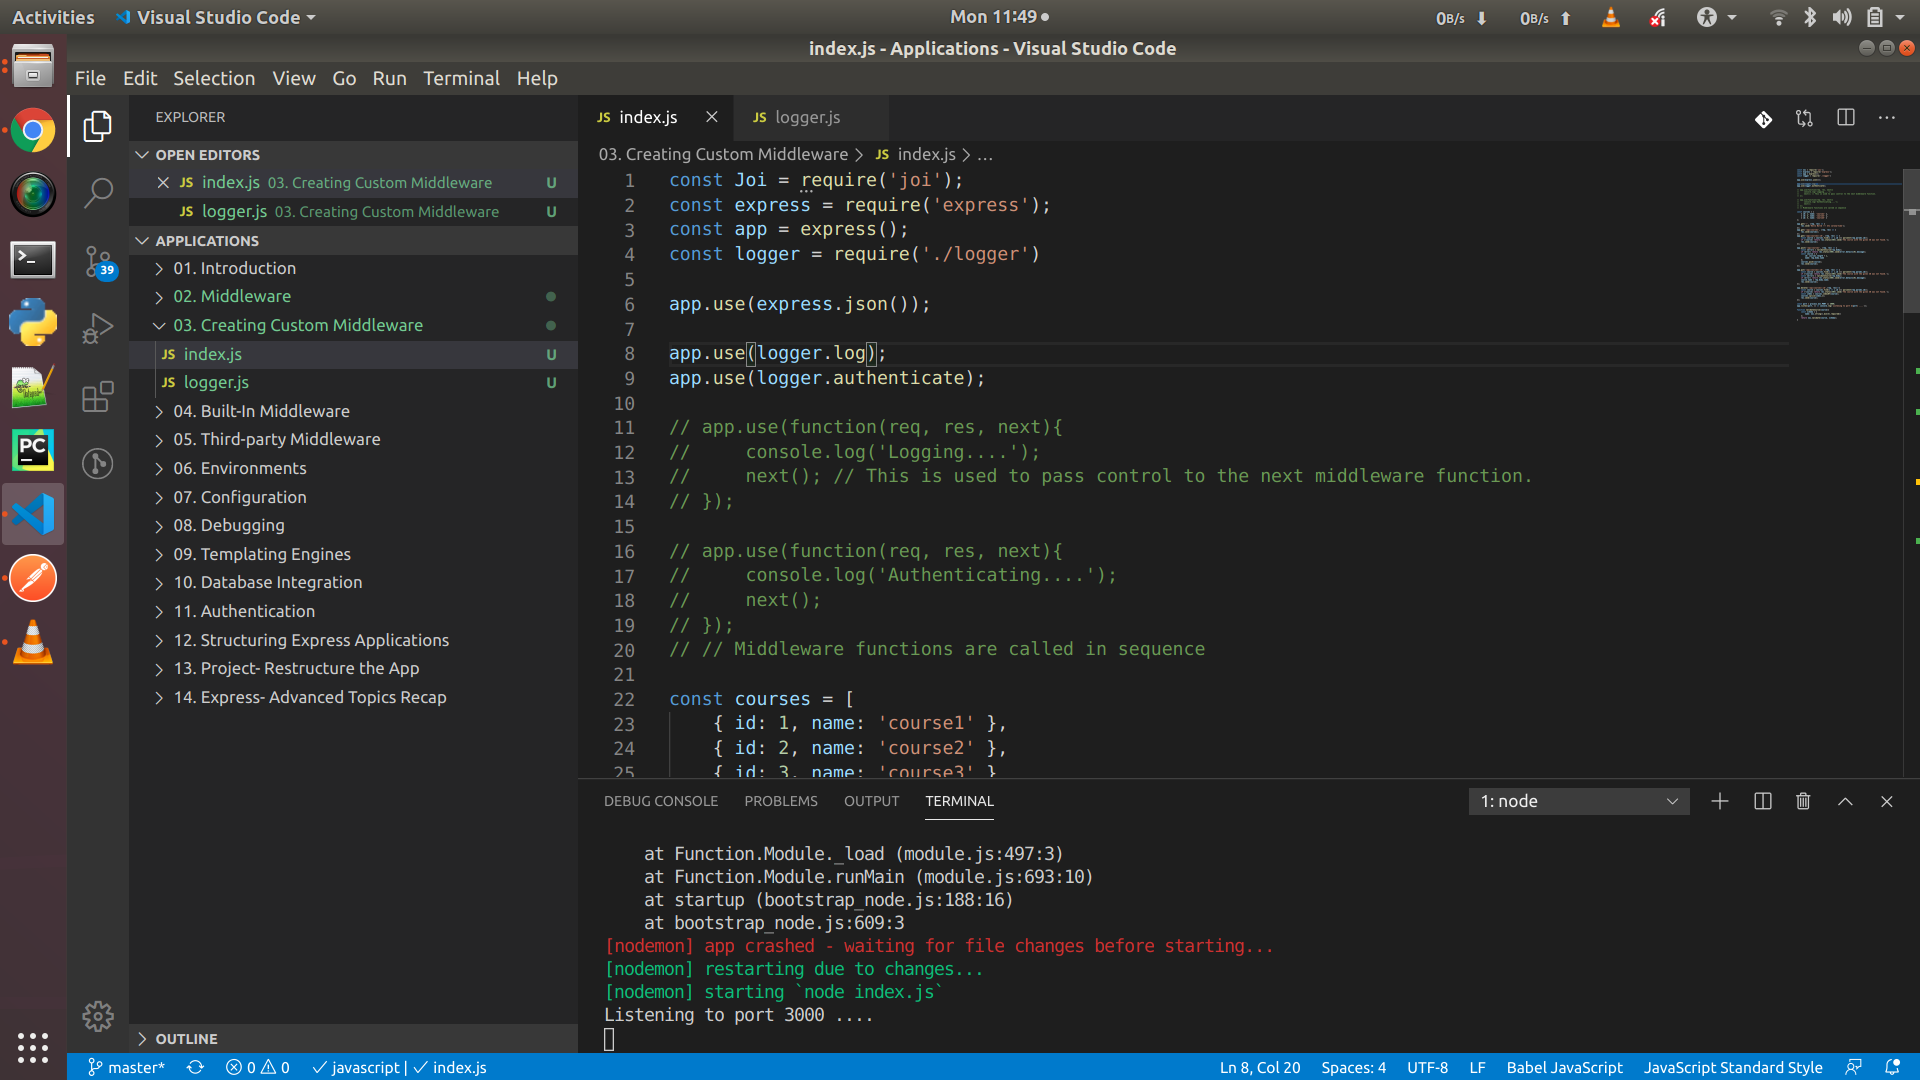 Activities Visual Studio Code Mon 11:49 0B/s 0B/s
index.js - Applications - Visual Studio Code
File Edit Selection View Go Run Terminal Help
EXPLORER
OPEN EDITORS
JS index.js 03. Creating Custom Middleware U
JS logger.js 03. Creating Custom Middleware U
APPLICATIONS
01. Introduction
02. Middleware
03. Creating Custom Middleware
JS index.js U
JS logger.js U
04. Built-In Middleware
05. Third-party Middleware
06. Environments
07. Configuration
08. Debugging
09. Templating Engines
10. Database Integration
11. Authentication
12. Structuring Express Applications
13. Project- Restructure the App
14. Express- Advanced Topics Recap
OUTLINE
39
PC
JS index.js JS logger.js
03. Creating Custom Middleware > JS index.js > ...
1 const Joi = require('joi');
2 const express = require('express');
3 const app = express();
4 const logger = require('./logger')
5
6 app.use(express.json());
7
8 app.use(logger.log);
9 app.use(logger.authenticate);
10
11 // app.use(function(req, res, next){
12 //     console.log('Logging....');
13 //     next(); // This is used to pass control to the next middleware function.
14 // });
15
16 // app.use(function(req, res, next){
17 //     console.log('Authenticating....');
18 //     next();
19 // });
20 // // Middleware functions are called in sequence
21
22 const courses = [
23     { id: 1, name: 'course1' },
24     { id: 2, name: 'course2' },
25     { id: 3, name: 'course3' }
DEBUG CONSOLE PROBLEMS OUTPUT TERMINAL 1: node
at Function.Module._load (module.js:497:3)
at Function.Module.runMain (module.js:693:10)
at startup (bootstrap_node.js:188:16)
at bootstrap_node.js:609:3
[nodemon] app crashed - waiting for file changes before starting...
[nodemon] restarting due to changes...
[nodemon] starting `node index.js`
Listening to port 3000 ....
master* 0 0 javascript | index.js Ln 8, Col 20 Spaces: 4 UTF-8 LF Babel JavaScript JavaScript Standard Style